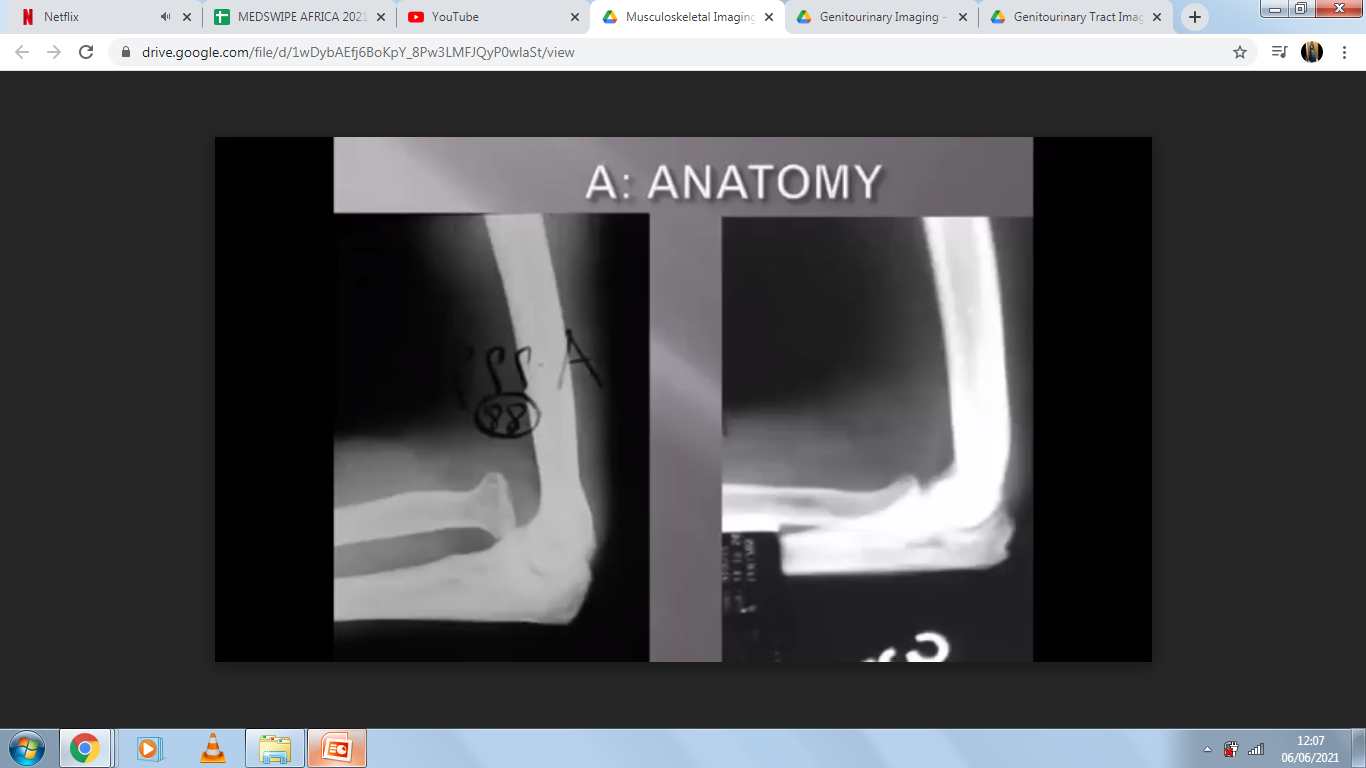 Netflix
MEDSWIPE AFRICA 2021
YouTube
Musculoskeletal Imaging
Genitourinary Imaging -
Genitourinary Tract Imag
drive.google.com/file/d/1wDybAEfj6BoKpY_8Pw3LMFJQyP0wlaSt/view
A: ANATOMY
A
88
12:07
06/06/2021